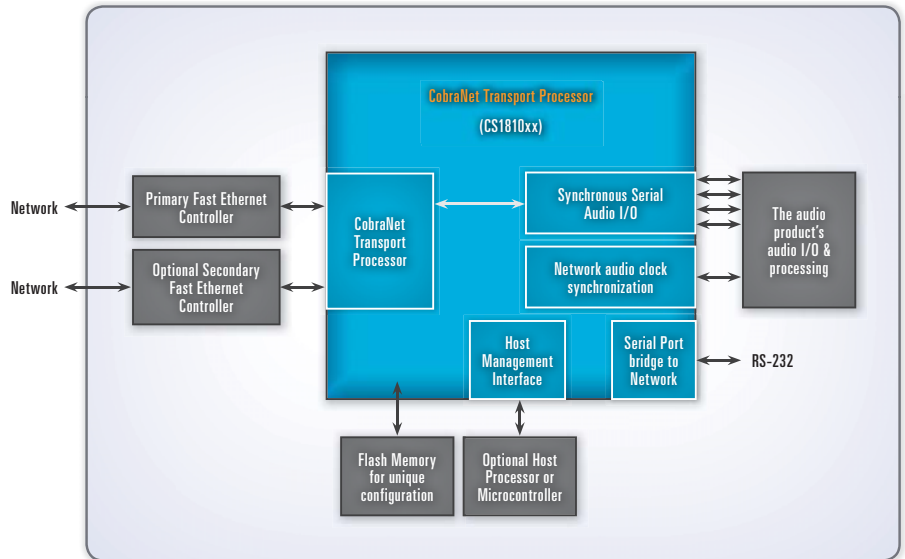 CobraNet Transport Processor
(CS1810xx)
Network
Primary Fast Ethernet
Controller
Network
Optional Secondary
Fast Ethernet
Controller
CobraNet
Transport
Processor
Synchronous Serial
Audio I/O
Network audio clock
synchronization
The audio
product's
audio I/O &
processing
Host
Management
Interface
Serial Port
bridge to
Network
RS-232
Flash Memory
for unique
configuration
Optional Host
Processor or
Microcontroller